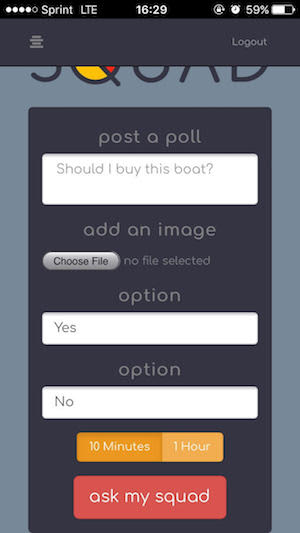 Sprint LTE 16:29 59%
Logout
SQUAD
post a poll
Should I buy this boat?
add an image
Choose File no file selected
option
Yes
option
No
10 Minutes 1 Hour
ask my squad